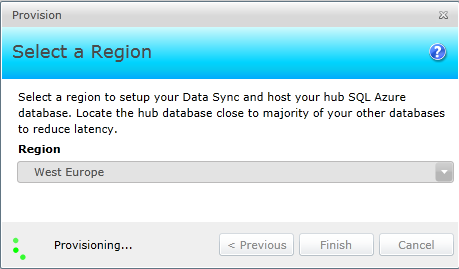 Provision
Select a Region
?
Select a region to setup your Data Sync and host your hub SQL Azure
database. Locate the hub database close to majority of your other databases
to reduce latency.
Region
West Europe
Provisioning...
< Previous
Finish
Cancel